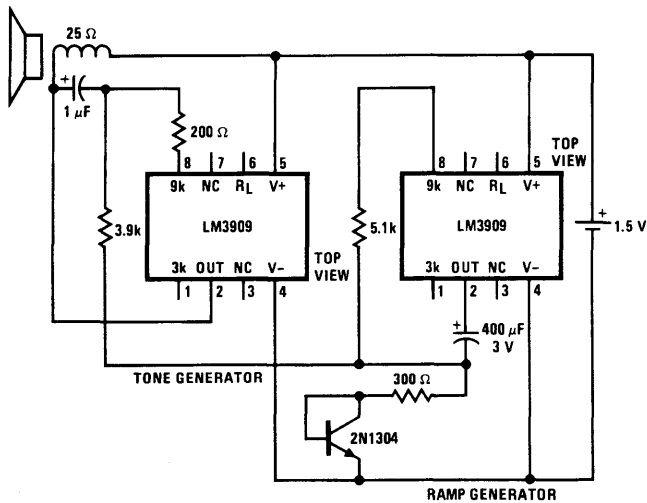 25 Ω
+
1 µF
200 Ω
8 7 6 5
9k NC RL V+
LM3909
3.9k
TOP
VIEW
3k OUT NC V-
1 2 3 4
TONE GENERATOR
8 7 6 5
TOP
VIEW
9k NC RL V+
LM3909
5.1k
3k OUT NC V-
1 2 3 4
+
1.5 V
+
400 µF
3 V
300 Ω
2N1304
RAMP GENERATOR